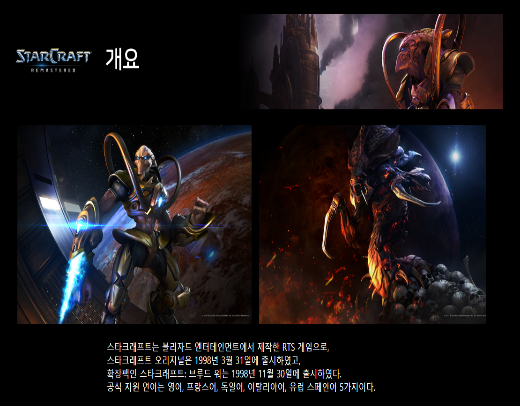 STARCRAFT
REMASTERED
개요
스타크래프트는 블리자드 엔터테인먼트에서 제작한 RTS 게임으로,
스타크래프트 오리지널은 1998년 3월 31일에 출시하였고,
확장팩인 스타크래프트: 브루드 워는 1998년 11월 30일에 출시하였다.
공식 지원 언어는 영어, 프랑스어, 독일어, 이탈리아어, 유럽 스페인어 5가지이다.